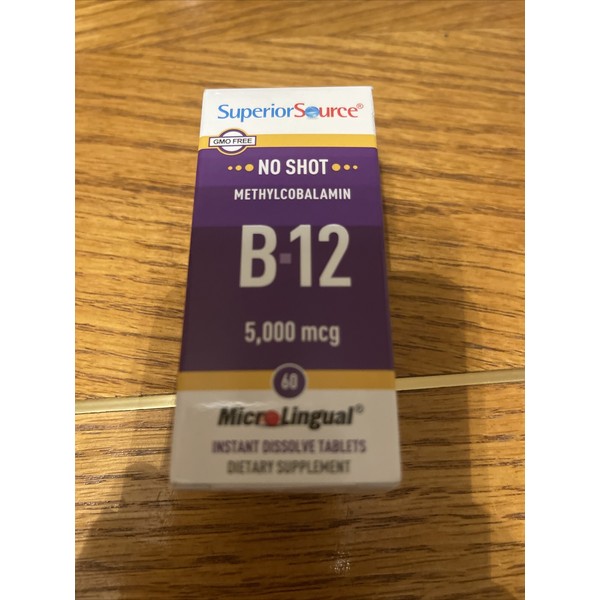 SuperiorSource®
GMO FREE
NO SHOT
METHYLCOBALAMIN
B-12
5,000 mcg
60
MicroLingual®
INSTANT DISSOLVE TABLETS
DIETARY SUPPLEMENT